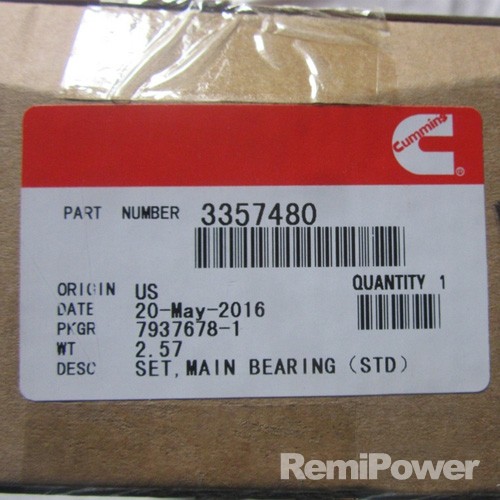 Cummins
PART NUMBER 3357480
QUANTITY 1
ORIGIN US
DATE 20-May-2016
PKGR 7937678-1
WT 2.57
DESC SET, MAIN BEARING (STD)
RemiPower